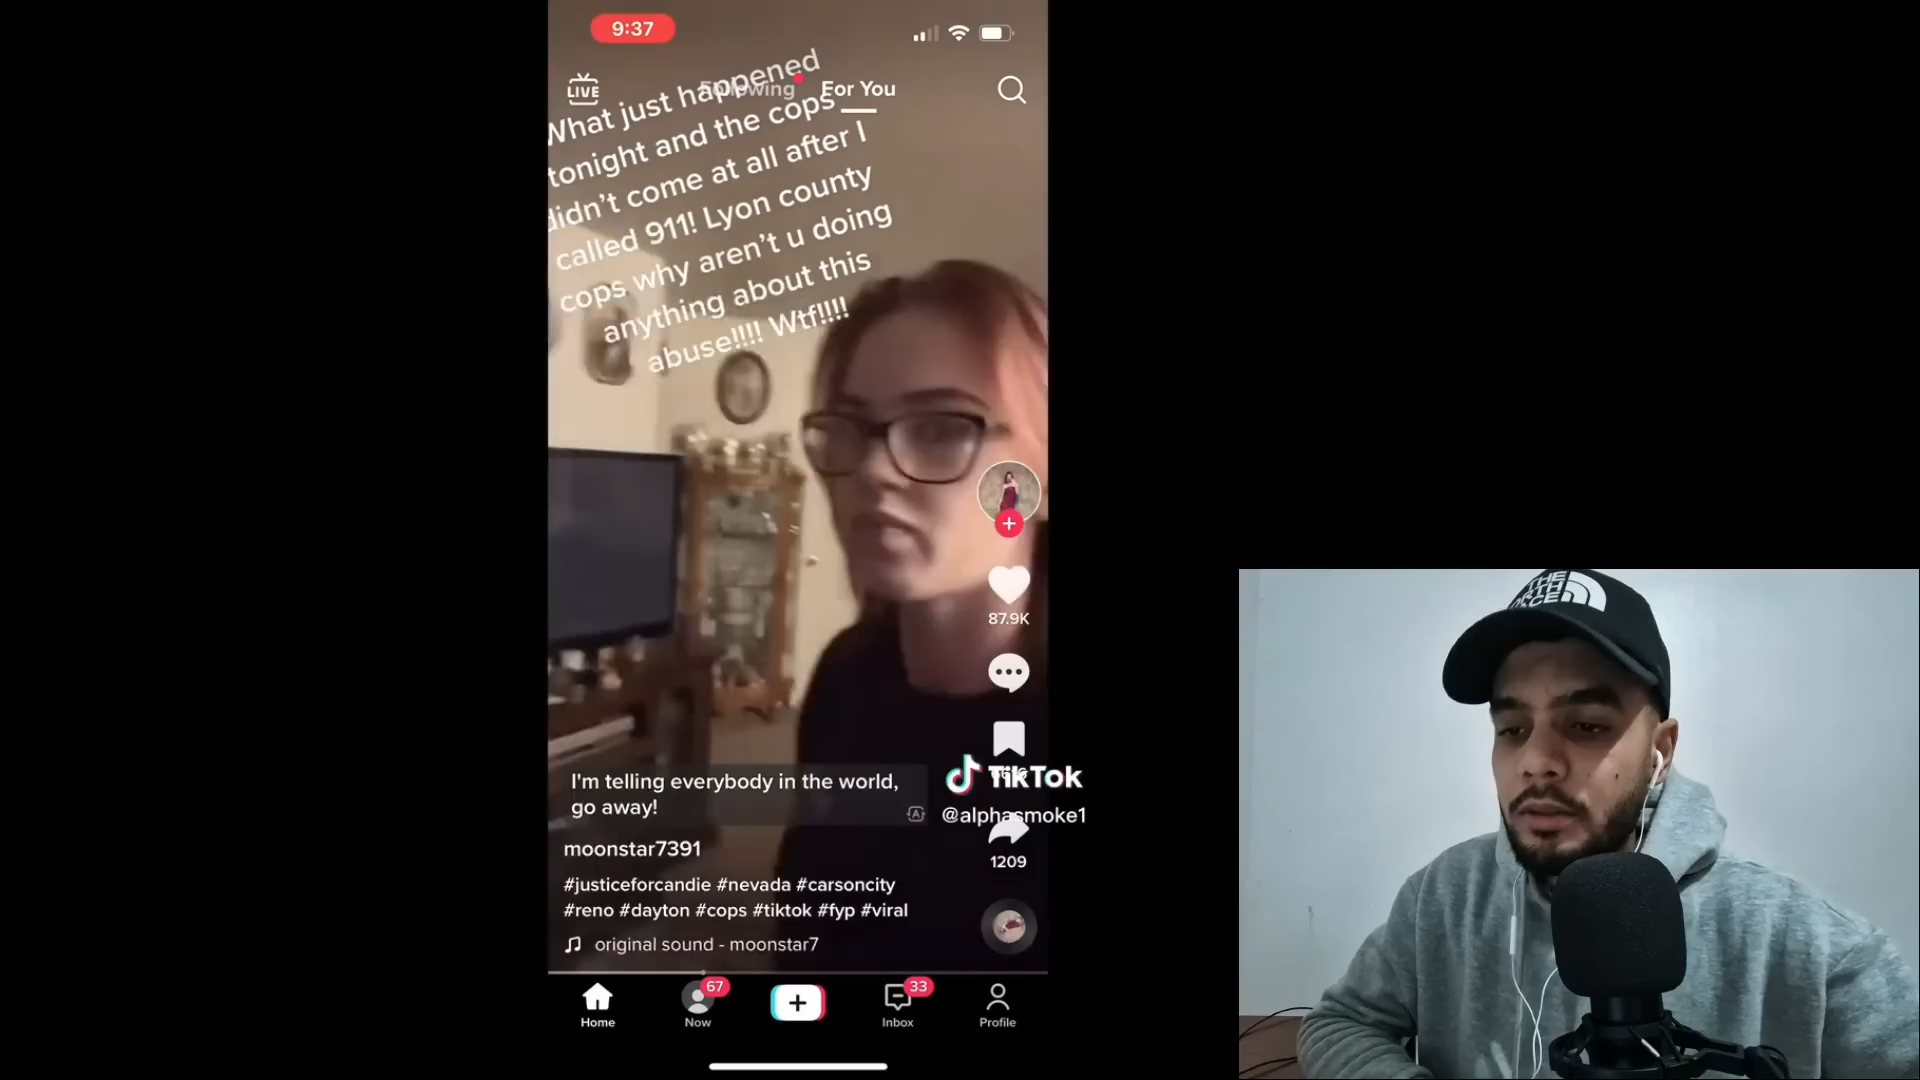 9:37
LIVE
Following
For You
What just happened
tonight and the cops
didn't come at all after I
called 911! Lyon county
cops why aren't u doing
anything about this
abuse!!!! Wtf!!!!
87.9K
I'm telling everybody in the world,
go away!
TikTok
@alphasmoke1
1209
moonstar7391
#justiceforcandie #nevada #carsoncity
#reno #dayton #cops #tiktok #fyp #viral
original sound - moonstar7
67
33
Home
Now
Inbox
Profile
THE
NORTH
FACE